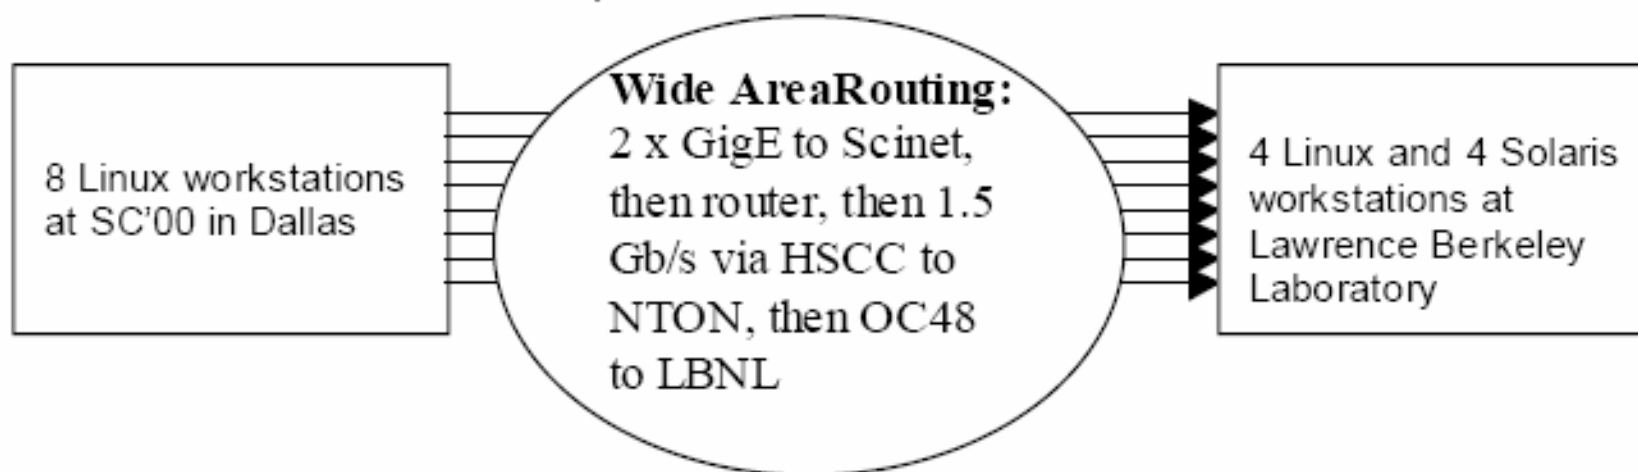 8 Linux workstations
at SC'00 in Dallas
Wide AreaRouting:
2 x GigE to Scinet,
then router, then 1.5
Gb/s via HSCC to
NTON, then OC48
to LBNL
4 Linux and 4 Solaris
workstations at
Lawrence Berkeley
Laboratory